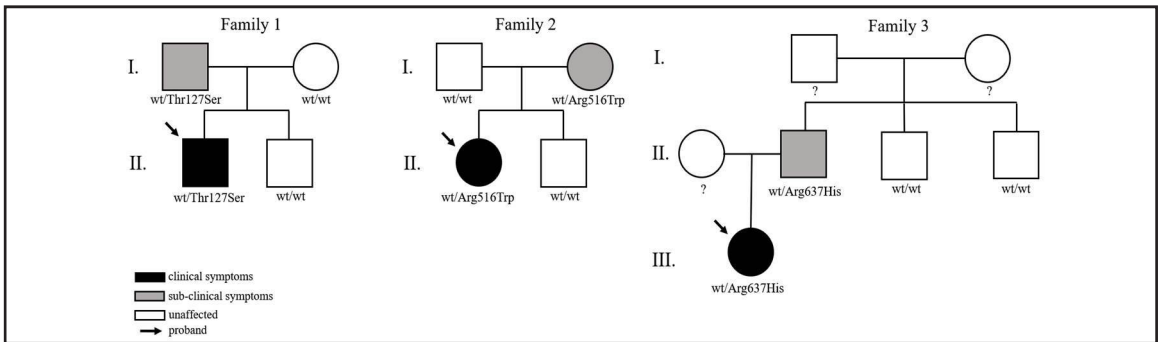 Family 1
I.
wt/Thr127Ser
wt/wt
II.
wt/Thr127Ser
wt/wt
Family 2
I.
wt/wt
wt/Arg516Trp
II.
wt/Arg516Trp
wt/wt
Family 3
I.
?
?
II.
?
wt/Arg637His
wt/wt
wt/wt
III.
wt/Arg637His
clinical symptoms
sub-clinical symptoms
unaffected
proband